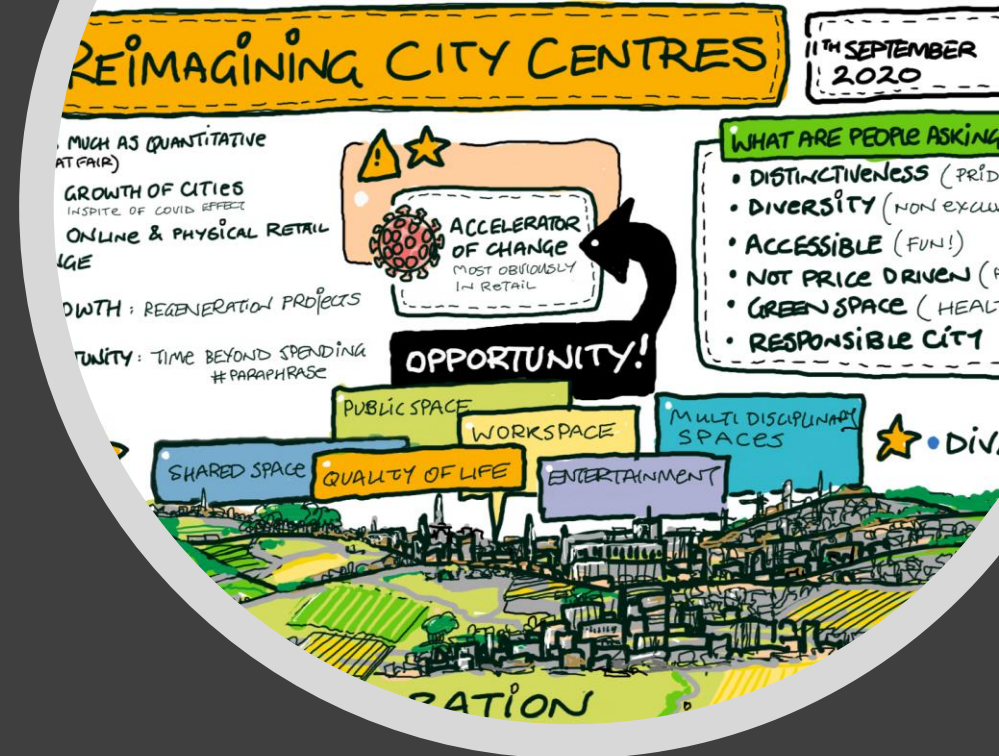 REIMAGINING CITY CENTRES
11TH SEPTEMBER
2020
MUCH AS QUANTITATIVE
AT FAIR)
GROWTH OF CITIES
INSPITE OF COVID EFFECT
ONLINE & PHYSICAL RETAIL
GE
OWTH : REGENERATION PROJECTS
TUNITY: TIME BEYOND SPENDING
#PARAPHRASE
ACCELERATOR
OF CHANGE
MOST OBVIOUSLY
IN RETAIL
OPPORTUNITY!
WHAT ARE PEOPLE ASKING
• DISTINCTIVENESS (PRID
• DIVERSITY (NON EXCLU
• ACCESSIBLE (FUN!)
• NOT PRICE DRIVEN (
• GREEN SPACE (HEAL
• RESPONSIBLE CITY
PUBLIC SPACE
WORKSPACE
MULTI DISCIPLINARY
SPACES
• DIV
SHARED SPACE
QUALITY OF LIFE
ENTERTAINMENT
RATION